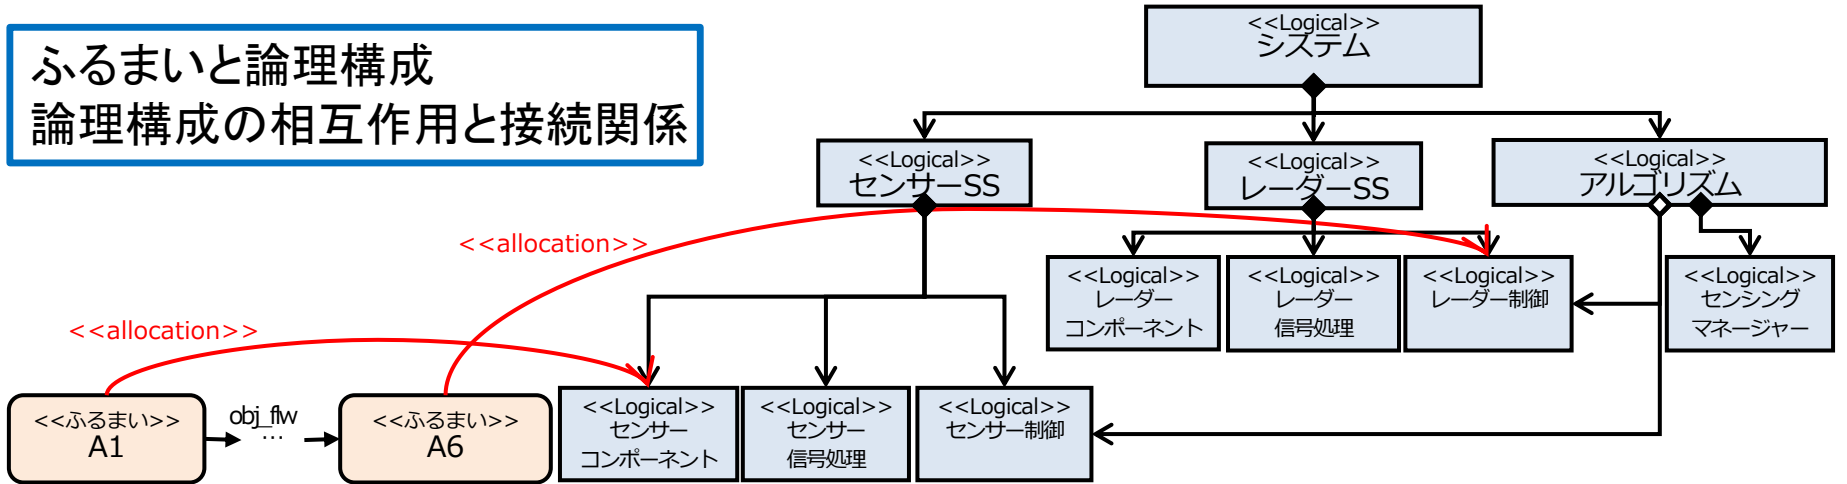 ふるまいと論理構成
論理構成の相互作用と接続関係
<<Logical>>
システム
<<Logical>>
センサーSS
<<Logical>>
レーダーSS
<<Logical>>
アルゴリズム
<<allocation>>
<<Logical>>
レーダー
コンポーネント
<<Logical>>
レーダー
信号処理
<<Logical>>
レーダー制御
<<Logical>>
センシング
マネージャー
<<allocation>>
<<ふるまい>>
A1
obj_flw
…
<<ふるまい>>
A6
<<Logical>>
センサー
コンポーネント
<<Logical>>
センサー
信号処理
<<Logical>>
センサー制御